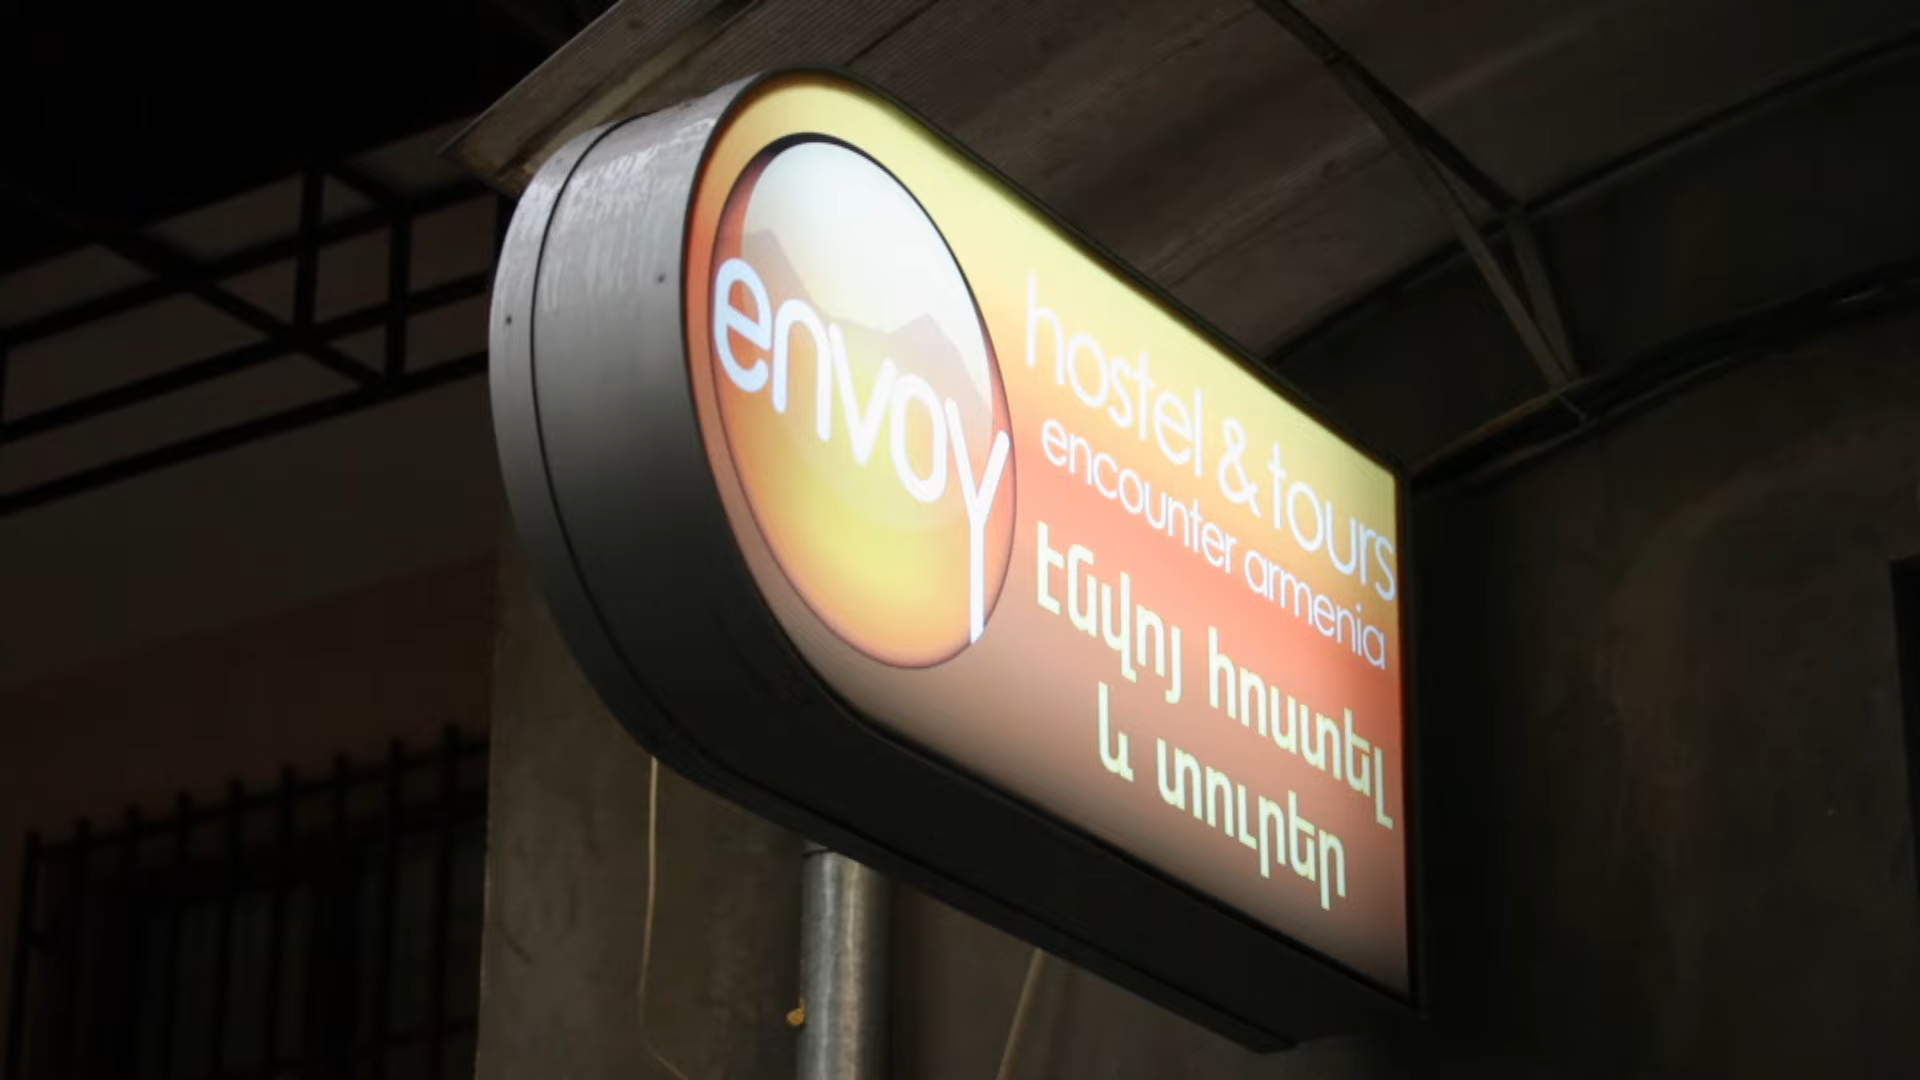 envoy
hostel & tours
encounter armenia
էնվոյ հոստել
և տուրեր